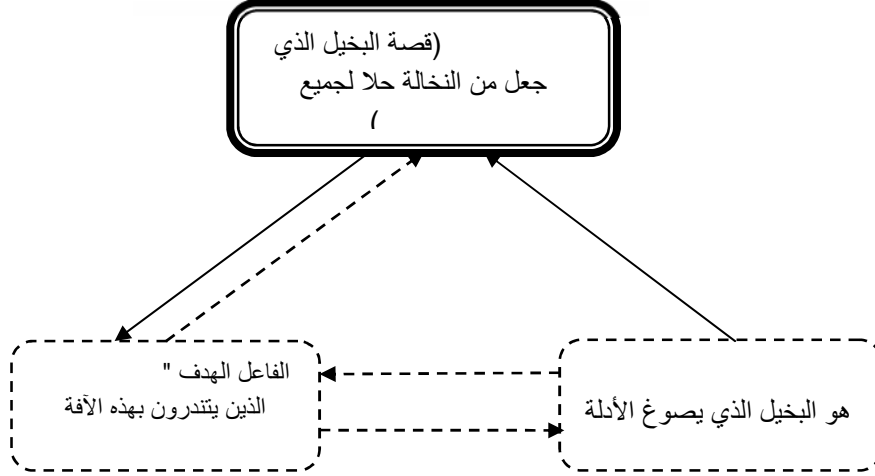 (قصة البخيل الذي
جعل من النخالة حلا لجميع
)
الفاعل الهدف "
الذين يتندرون بهذه الآفة
هو البخيل الذي يصوغ الأدلة